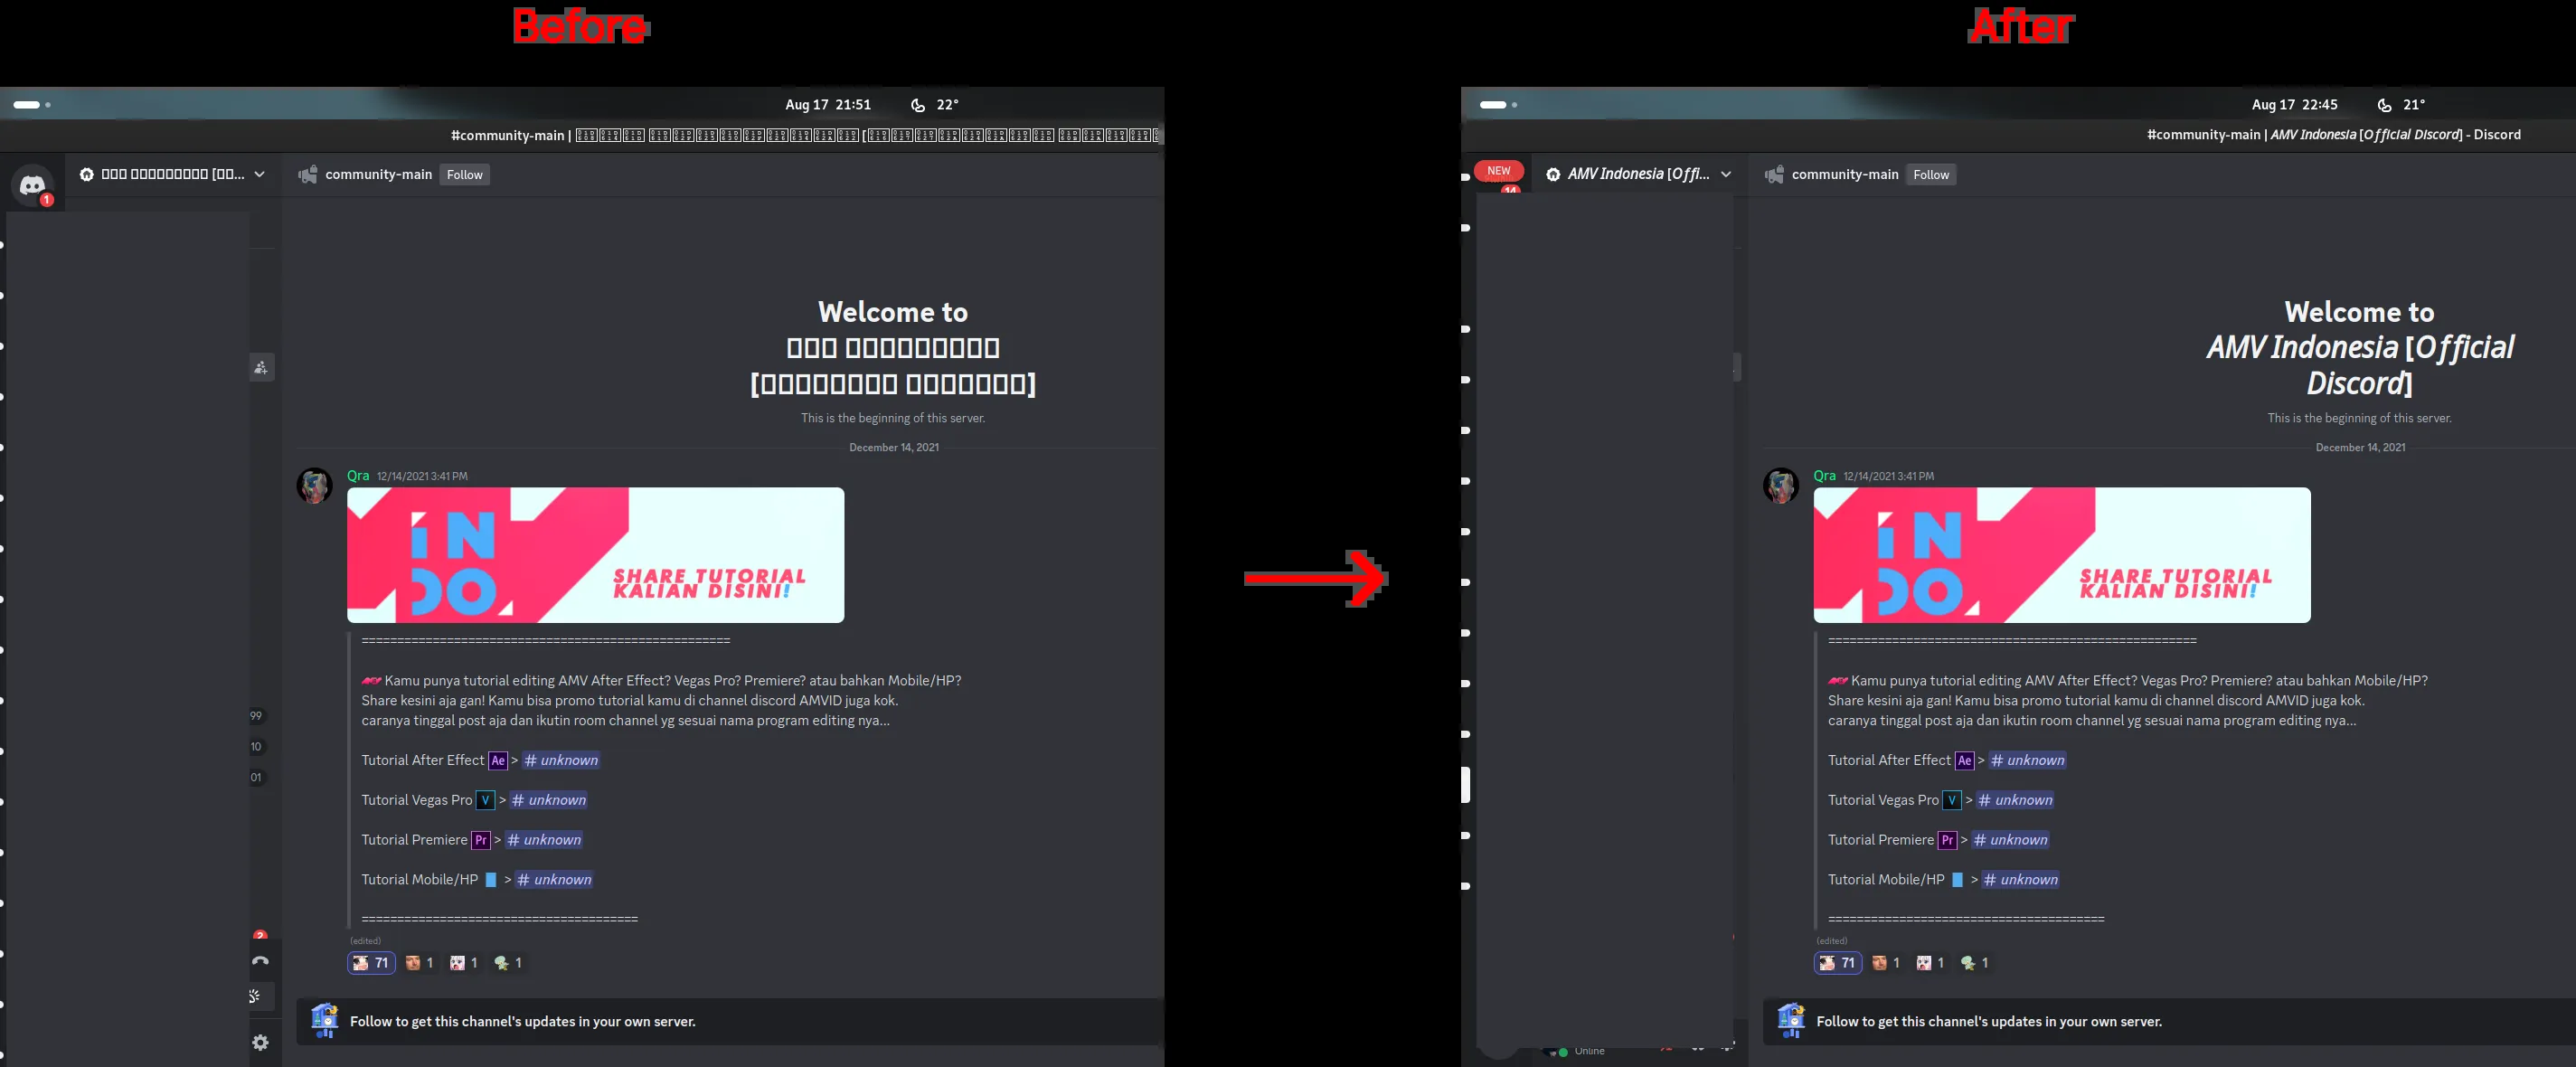 Before
After
Aug 17 21:51
22°
#community-main |
community-main
Follow
1
Welcome to
This is the beginning of this server.
December 14, 2021
Qra 12/14/2021 3:41 PM
iN
DO
SHARE TUTORIAL
KALIAN DISINI!
====================================================
Kamu punya tutorial editing AMV After Effect? Vegas Pro? Premiere? atau bahkan Mobile/HP?
Share kesini aja gan! Kamu bisa promo tutorial kamu di channel discord AMVID juga kok.
caranya tinggal post aja dan ikutin room channel yg sesuai nama program editing nya...
Tutorial After Effect Ae > # unknown
Tutorial Vegas Pro V > # unknown
Tutorial Premiere Pr > # unknown
Tutorial Mobile/HP > # unknown
=======================================
(edited)
71 1 1 1
Follow to get this channel's updates in your own server.
99
10
01
2
Aug 17 22:45
21°
#community-main | AMV Indonesia [Official Discord] - Discord
NEW
14
AMV Indonesia [Offi...
community-main
Follow
Welcome to
AMV Indonesia [Official
Discord]
This is the beginning of this server.
December 14, 2021
Qra 12/14/2021 3:41 PM
iN
DO
SHARE TUTORIAL
KALIAN DISINI!
====================================================
Kamu punya tutorial editing AMV After Effect? Vegas Pro? Premiere? atau bahkan Mobile/HP?
Share kesini aja gan! Kamu bisa promo tutorial kamu di channel discord AMVID juga kok.
caranya tinggal post aja dan ikutin room channel yg sesuai nama program editing nya...
Tutorial After Effect Ae > # unknown
Tutorial Vegas Pro V > # unknown
Tutorial Premiere Pr > # unknown
Tutorial Mobile/HP > # unknown
=======================================
(edited)
71 1 1 1
Follow to get this channel's updates in your own server.
Online